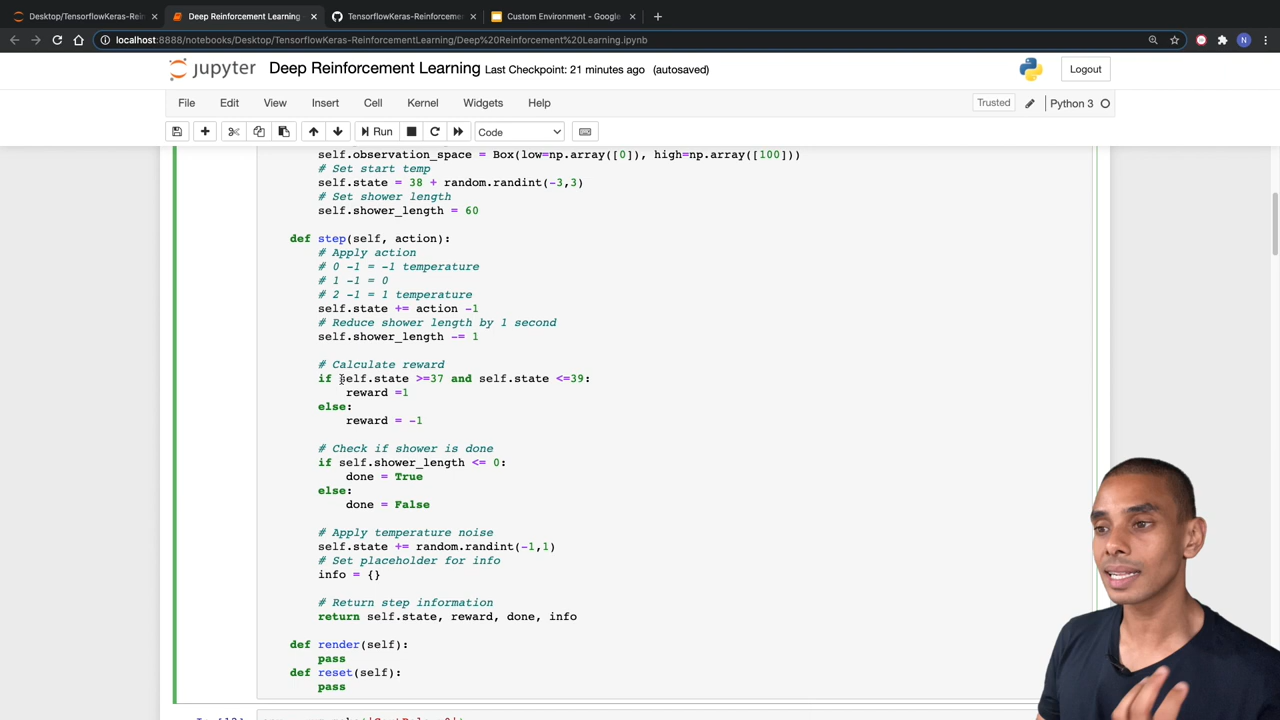 Desktop/TensorflowKeras-Rein
Deep Reinforcement Learning
TensorflowKeras-Reinforceme
Custom Environment - Google
localhost:8888/notebooks/Desktop/TensorflowKeras-ReinforcementLearning/Deep%20Reinforcement%20Learning.ipynb
N
jupyter Deep Reinforcement Learning Last Checkpoint: 21 minutes ago (autosaved)
Logout
File Edit View Insert Cell Kernel Widgets Help
Trusted
Python 3
Run
Code
self.observation_space = Box(low=np.array([0]), high=np.array([100]))
# Set start temp
self.state = 38 + random.randint(-3,3)
# Set shower length
self.shower_length = 60
def step(self, action):
# Apply action
# 0 -1 = -1 temperature
# 1 -1 = 0
# 2 -1 = 1 temperature
self.state += action -1
# Reduce shower length by 1 second
self.shower_length -= 1
# Calculate reward
if self.state >=37 and self.state <=39:
reward =1
else:
reward = -1
# Check if shower is done
if self.shower_length <= 0:
done = True
else:
done = False
# Apply temperature noise
self.state += random.randint(-1,1)
# Set placeholder for info
info = {}
# Return step information
return self.state, reward, done, info
def render(self):
pass
def reset(self):
pass